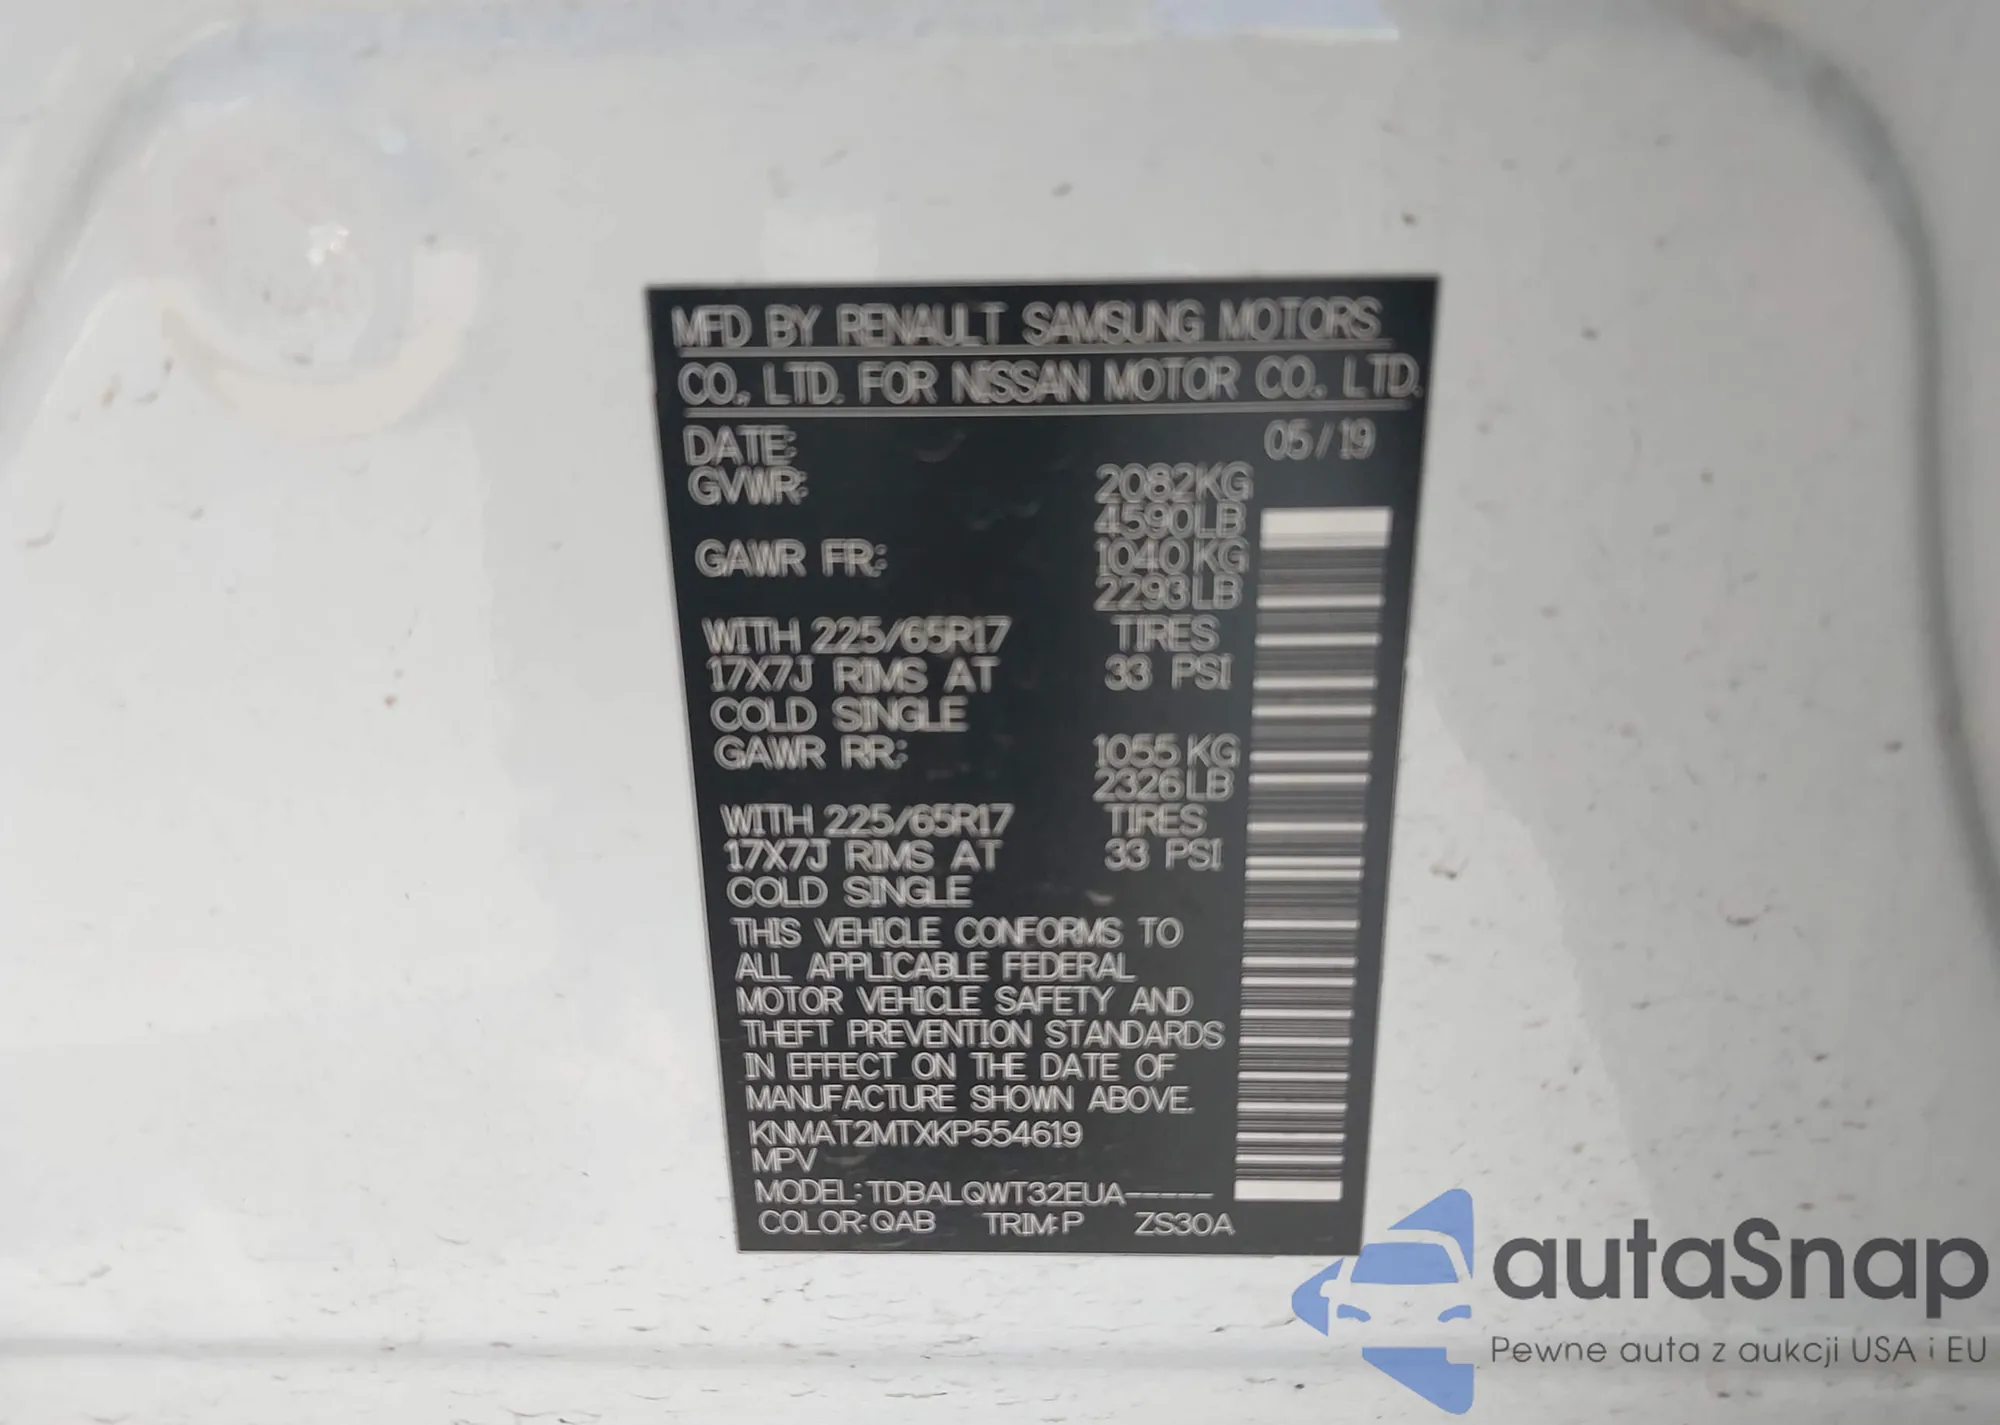 MFD BY RENAULT SAMSUNG MOTORS
CO., LTD. FOR NISSAN MOTOR CO., LTD.
DATE: 05/19
GVWR: 2082KG
4590LB
GAWR FR: 1040KG
2293LB
WITH 225/65R17 TIRES
17X7J RIMS AT 33 PSI
COLD SINGLE
GAWR RR: 1055KG
2326LB
WITH 225/65R17 TIRES
17X7J RIMS AT 33 PSI
COLD SINGLE
THIS VEHICLE CONFORMS TO
ALL APPLICABLE FEDERAL
MOTOR VEHICLE SAFETY AND
THEFT PREVENTION STANDARDS
IN EFFECT ON THE DATE OF
MANUFACTURE SHOWN ABOVE.
KNMAT2MTXKP554619
MPV
MODEL: TDBALQWT32EUA-----
COLOR: QAB TRIM: P ZS30A
autaSnap
Pewne auta z aukcji USA i EU